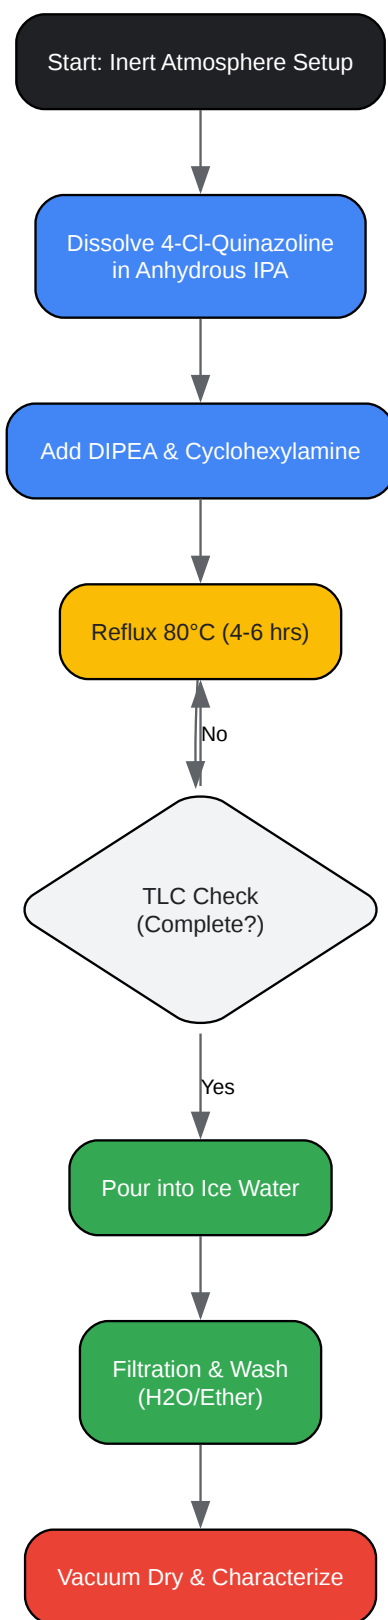 Start: Inert Atmosphere Setup
Dissolve 4-Cl-Quinazoline
in Anhydrous IPA
Add DIPEA & Cyclohexylamine
Reflux 80°C (4-6 hrs)
No
TLC Check
(Complete?)
Yes
Pour into Ice Water
Filtration & Wash
(H2O/Ether)
Vacuum Dry & Characterize